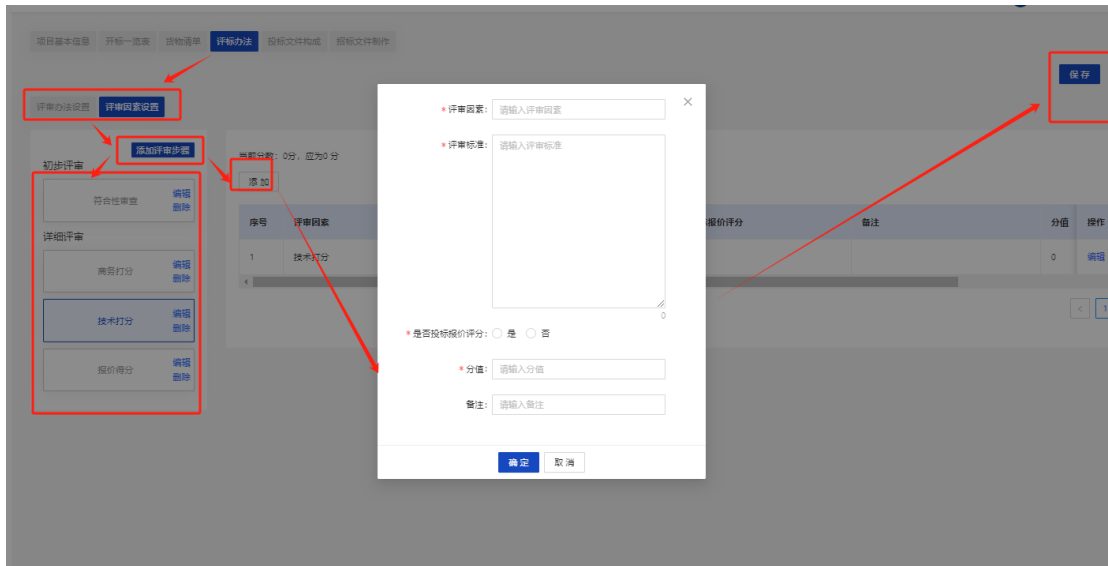 项目基本信息 开标一览表 货物清单 评标办法 投标文件构成 招标文件制作
保存
评审办法设置 评审因素设置
添加评审步骤
初步评审
符合性审查 编辑 删除
详细评审
商务打分 编辑 删除
技术打分 编辑 删除
报价得分 编辑 删除
当前分数：0分，应为0 分
添加
序号 评审因素 报价评分 备注 分值 操作
1 技术打分 0 编辑
1
* 评审因素： 请输入评审因素
* 评审标准： 请输入评审标准
0
* 是否投标报价评分： 是 否
* 分值： 请输入分值
备注： 请输入备注
确定 取消